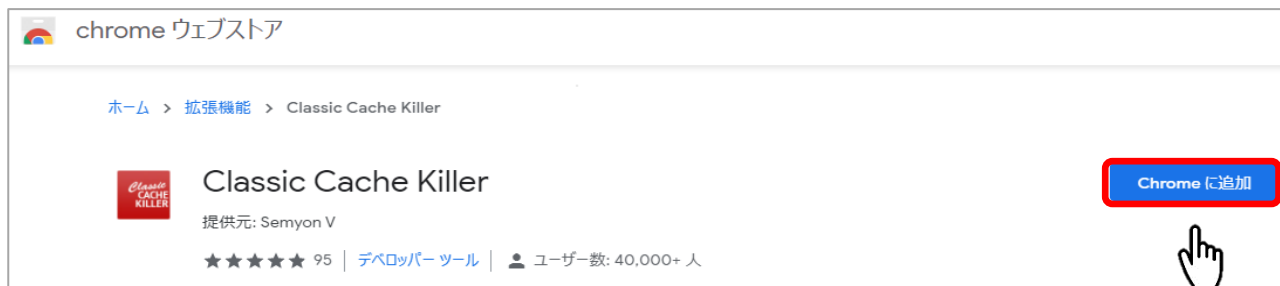 chrome ウェブストア
ホーム > 拡張機能 > Classic Cache Killer
Classic CACHE KILLER
Classic Cache Killer
Chrome に追加
提供元: Semyon V
★★★★★ 95 | デベロッパー ツール | ユーザー数: 40,000+ 人